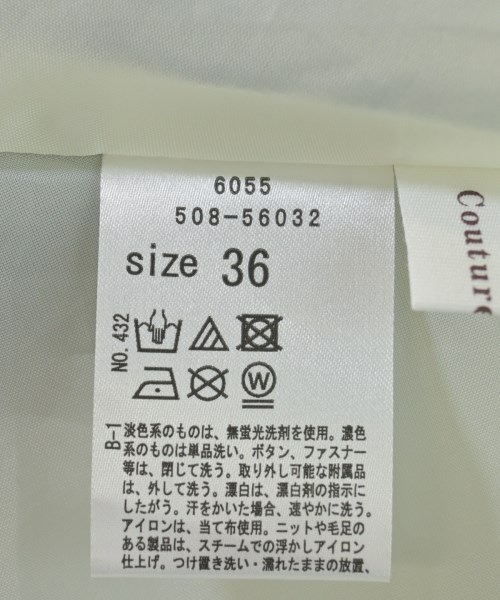 6055
508-56032
size 36
NO. 432
W
B-1
淡色系のものは、無蛍光洗剤を使用。濃色
系のものは単品洗い。ボタン、ファスナー
等は、閉じて洗う。取り外し可能な附属品
は、外して洗う。漂白は、漂白剤の指示に
したがう。汗をかいた場合、速やかに洗う。
アイロンは、当て布使用。ニットや毛足の
ある製品は、スチームでの浮かしアイロン
仕上げ。つけ置き洗い・濡れたままの放置、
Couture